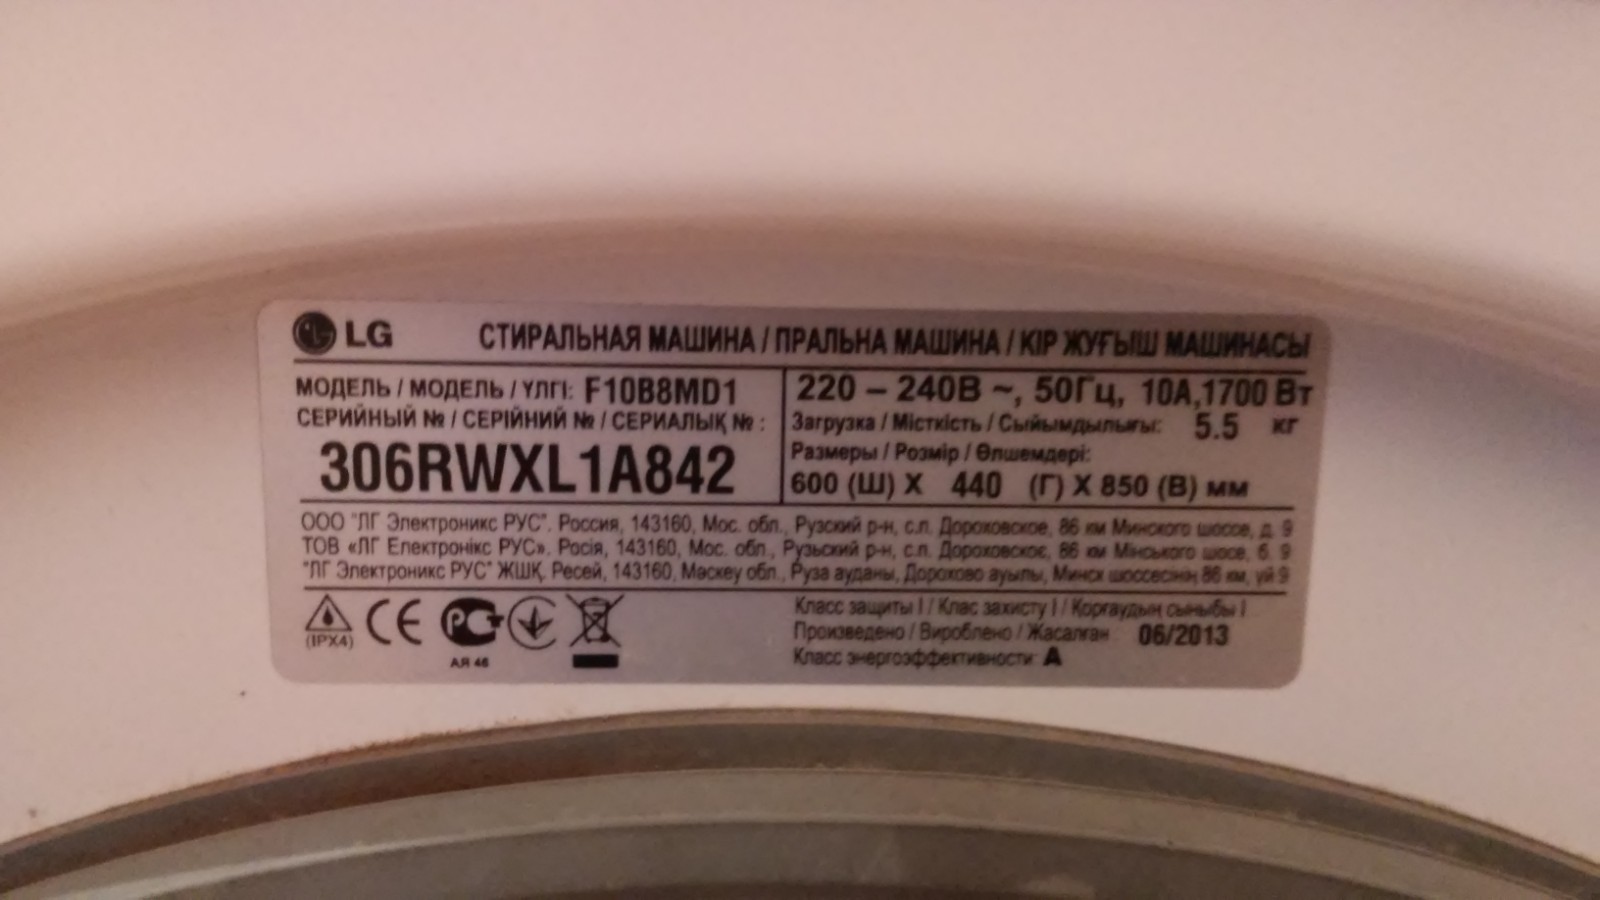 LG СТИРАЛЬНАЯ МАШИНА / ПРАЛЬНА МАШИНА / КІР ЖУҒЫШ МАШИНАСЫ
МОДЕЛЬ / МОДЕЛЬ / ҮЛГІ: F10B8MD1
СЕРИЙНЫЙ № / СЕРІЙНИЙ № / СЕРИАЛЫҚ № :
306RWXL1A842
220 – 240В ~, 50Гц, 10А,1700 Вт
Загрузка / Місткість / Сыйымдылығы: 5.5 кг
Размеры / Розмір / Өлшемдері:
600 (Ш) X 440 (Г) X 850 (В) мм
ООО "ЛГ Электроникс РУС". Россия, 143160, Мос. обл., Рузский р-н, с.п. Дороховское, 86 км Минского шоссе, д. 9
ТОВ «ЛГ Електронікс РУС». Росія, 143160, Мос. обл., Рузьский р-н, с.п. Дороховскос, 86 км Мінського шосе, б. 9
"ЛГ Электроникс РУС" ЖШҚ. Ресей, 143160, Мәскеу обл., Руза ауданы, Дорохово ауылы, Минск шоссесінің 86 км, үй 9
(IPX4) CE РС
АЯ 46
Класс защиты I / Клас захисту I / Қорғаудың сыныбы I
Произведено / Вироблено / Жасалған 06/2013
Класс энергоэффективности: A